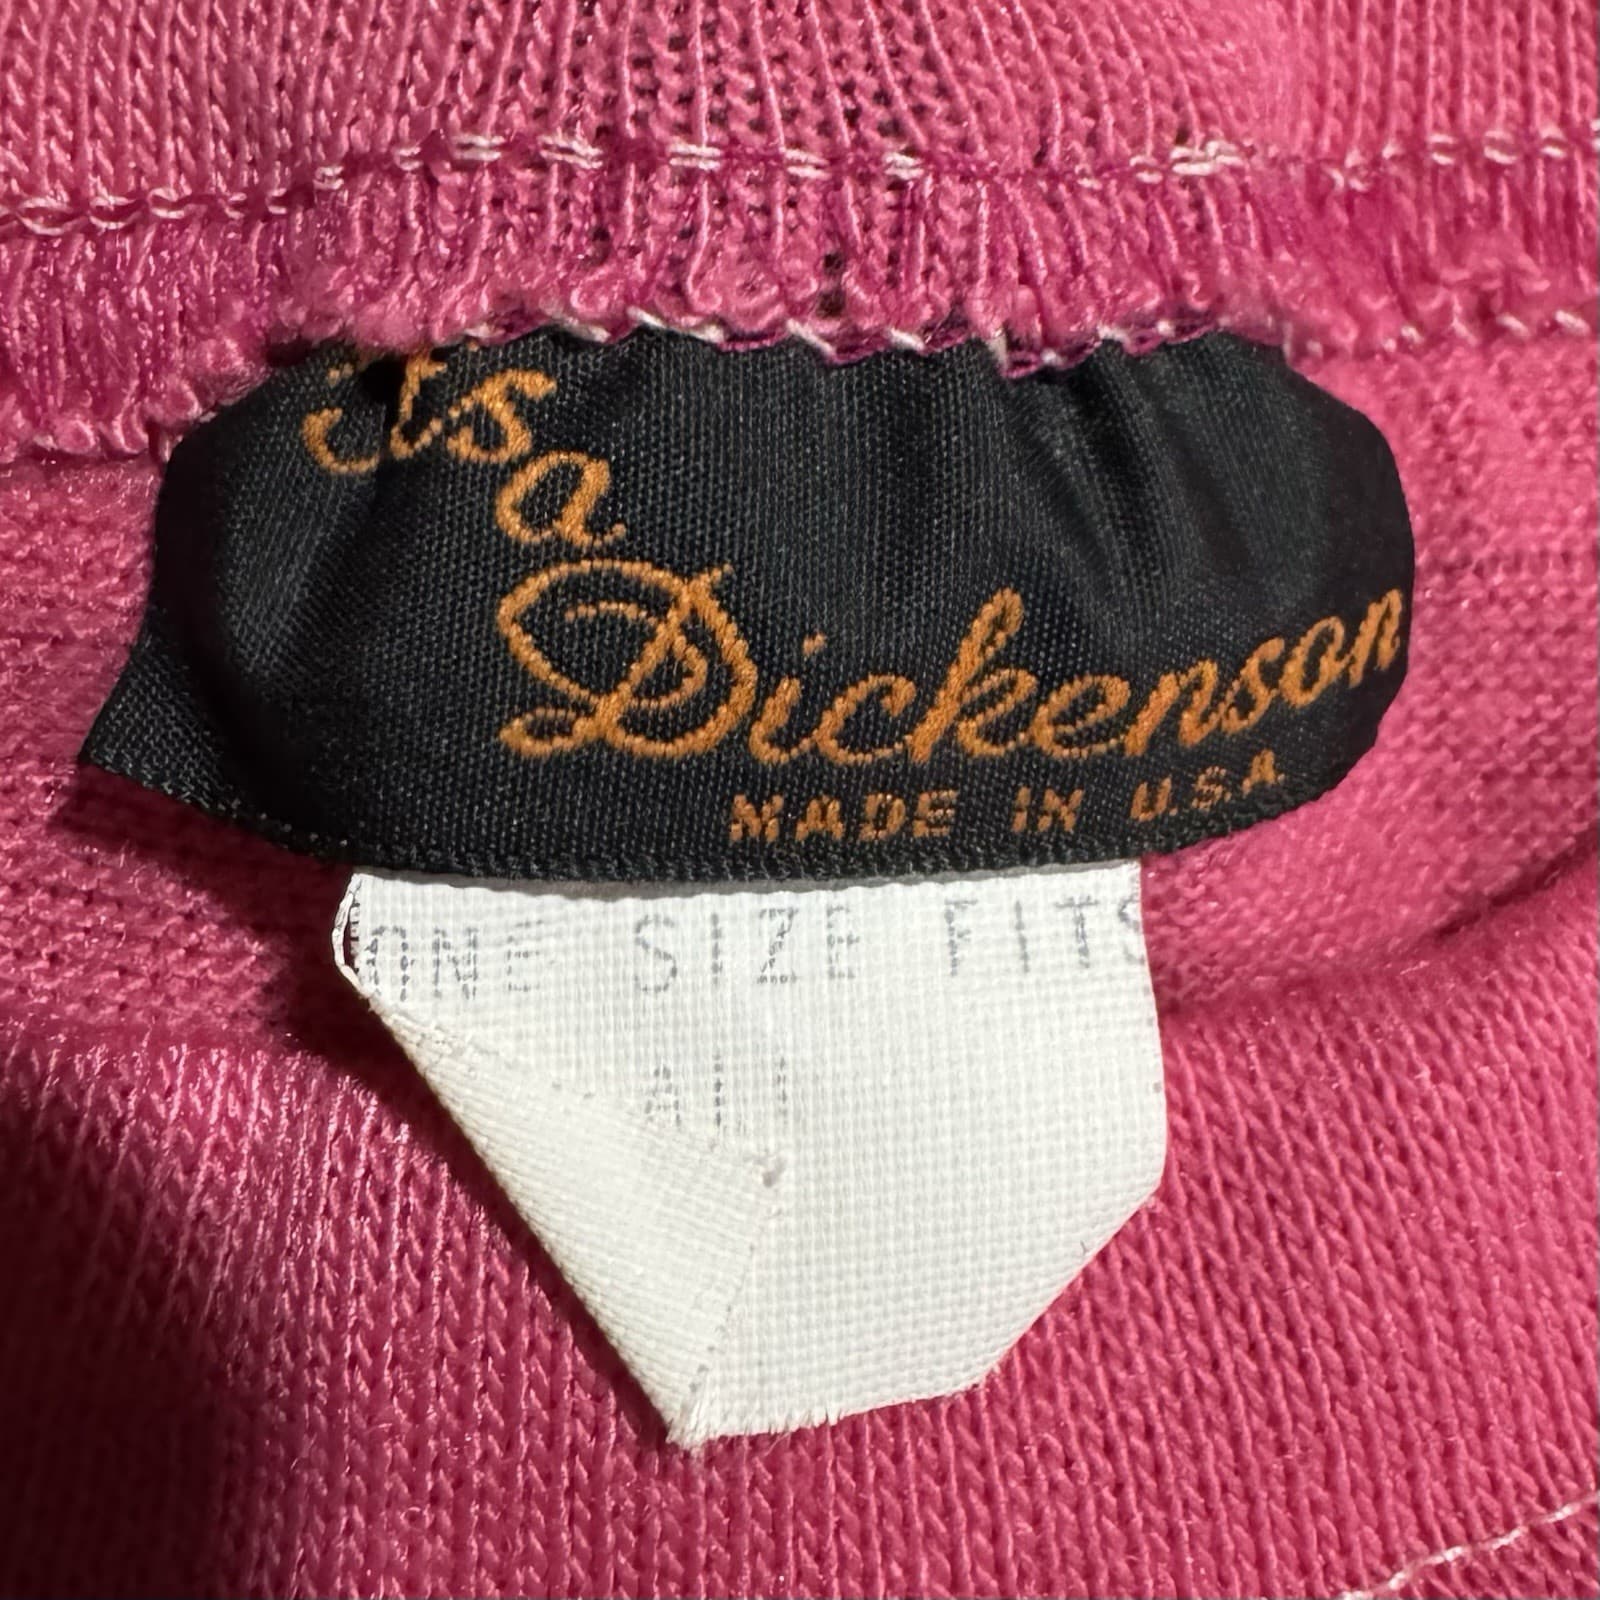 it's
a
Dickenson
MADE IN U.S.A.
ONE SIZE FITS
All